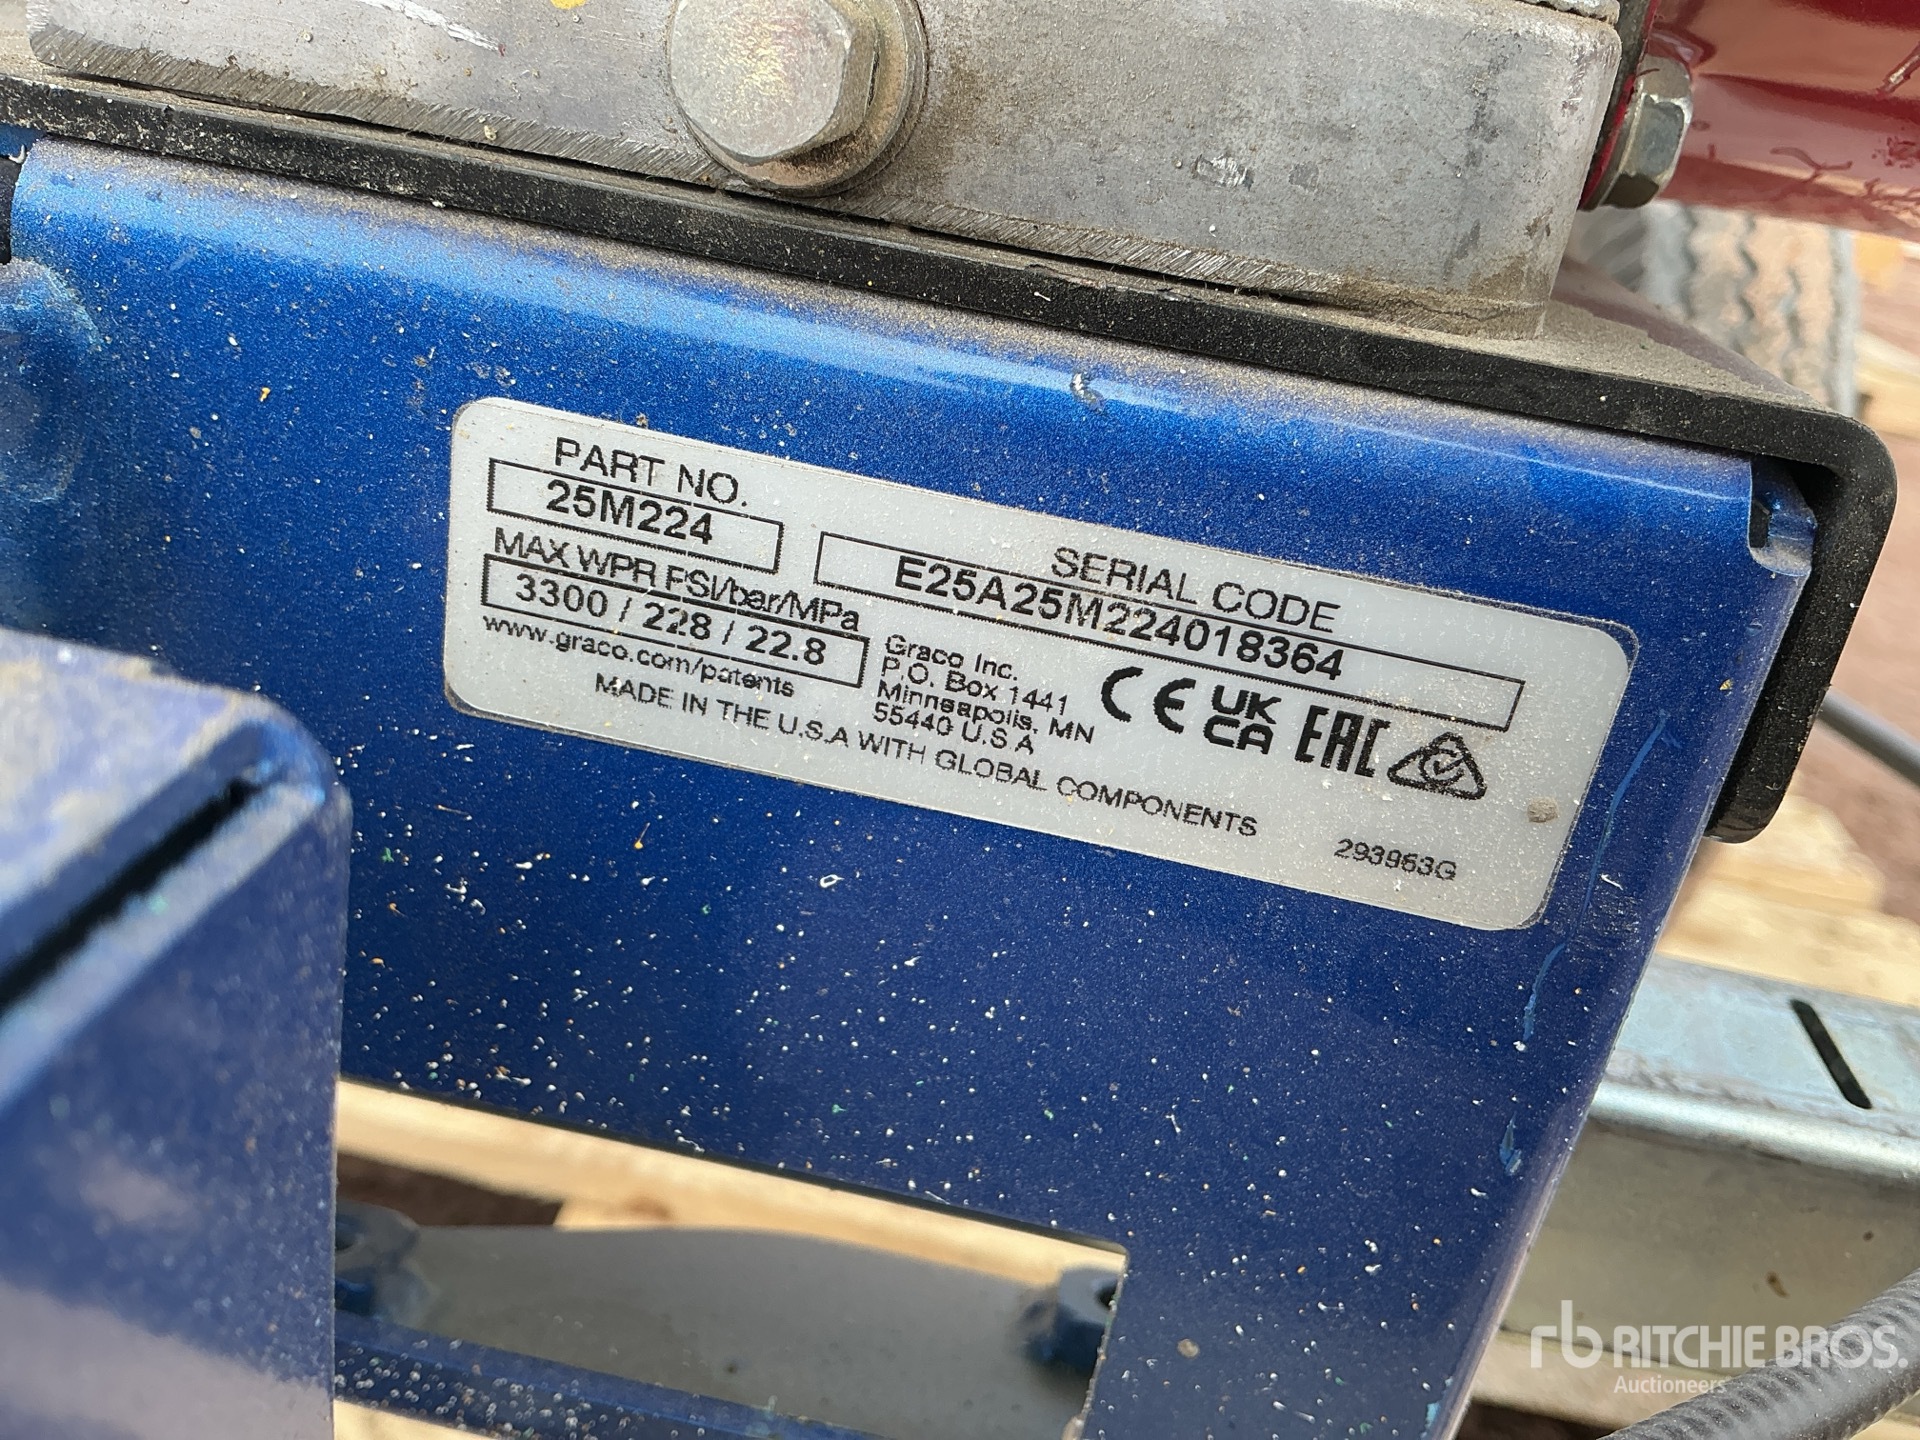 PART NO.
25M224
MAX WPR PSI/bar/MPa
3300 / 228 / 22.8
www.graco.com/patents
SERIAL CODE
E25A25M224018364
Graco Inc.
P.O. Box 1441
Minneapolis, MN
55440 U.S.A
CE UK CA EAC
MADE IN THE U.S.A WITH GLOBAL COMPONENTS
293963G
rb RITCHIE BROS.
Auctioneers